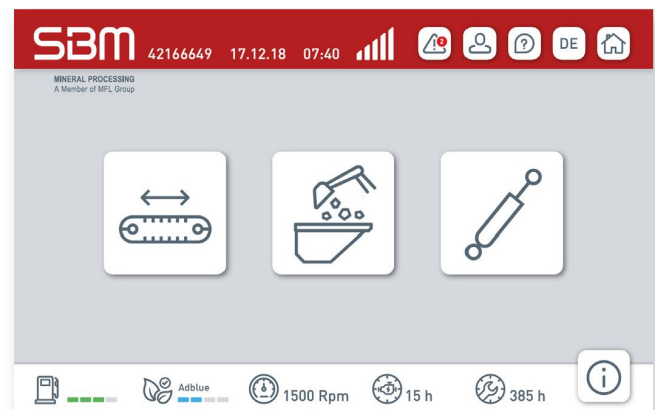 SBM 42166649 17.12.18 07:40 2 ? DE
MINERAL PROCESSING
A Member of MFL Group
Adblue
1500 Rpm 15 h 385 h i